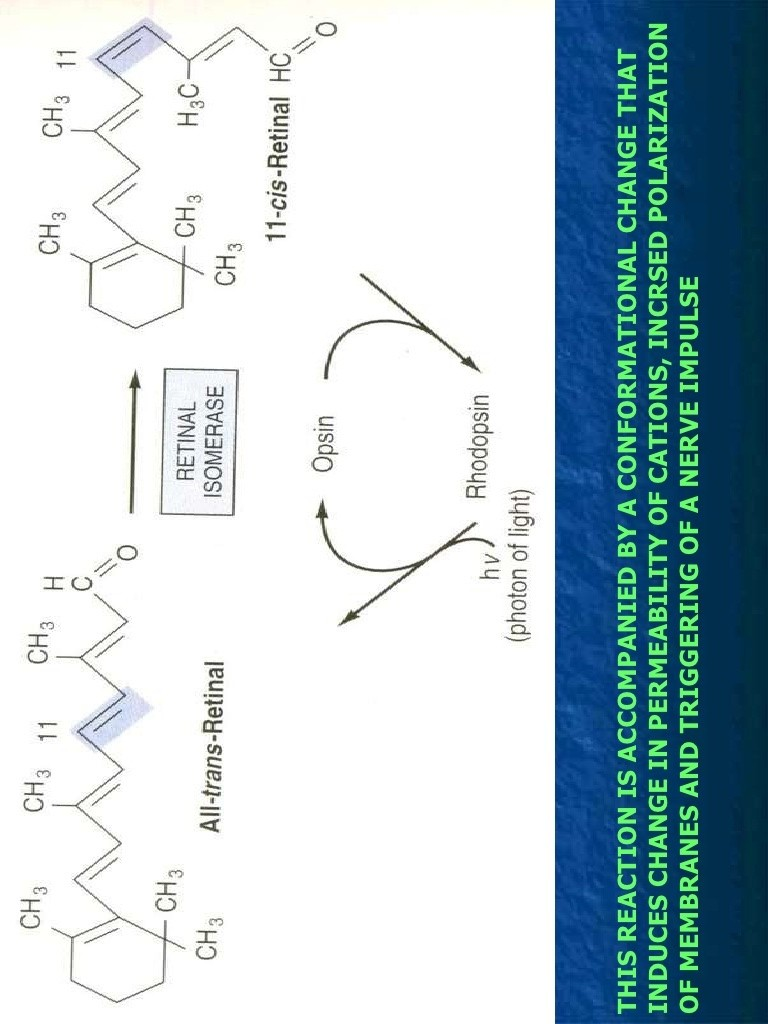 CH₃ CH₃ 11 CH₃ H
C
O
CH₃
CH₃
All-trans-Retinal
RETINAL
ISOMERASE
CH₃ CH₃ 11
H₃C
CH₃
CH₃
HC
O
11-cis-Retinal
Opsin
Rhodopsin
hν
(photon of light)
THIS REACTION IS ACCOMPANIED BY A CONFORMATIONAL CHANGE THAT
INDUCES CHANGE IN PERMEABILITY OF CATIONS, INCRSED POLARIZATION
OF MEMBRANES AND TRIGGERING OF A NERVE IMPULSE